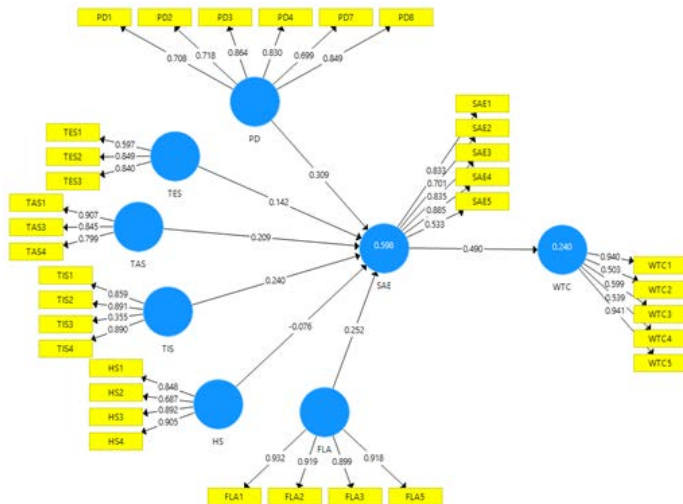 PD1 PD2 PD3 PD4 PD7 PD8
0.708 0.718 0.864 0.830 0.699 0.849
PD
TES1
TES2
TES3
0.597
0.849
0.840
TES
0.309
0.142
SAE1
SAE2
SAE3
SAE4
SAE5
0.833
0.701
0.835
0.885
0.533
TAS1
TAS3
TAS4
0.907
0.845
0.799
TAS
0.209
0.598
SAE
0.490
0.240
WTC
0.940
0.503
0.599
0.539
0.941
WTC1
WTC2
WTC3
WTC4
WTC5
TIS1
TIS2
TIS3
TIS4
0.859
0.891
0.355
0.890
TIS
0.240
-0.076
0.252
HS1
HS2
HS3
HS4
0.848
0.687
0.892
0.905
HS
FLA
0.932 0.919 0.899 0.918
FLA1 FLA2 FLA3 FLA5